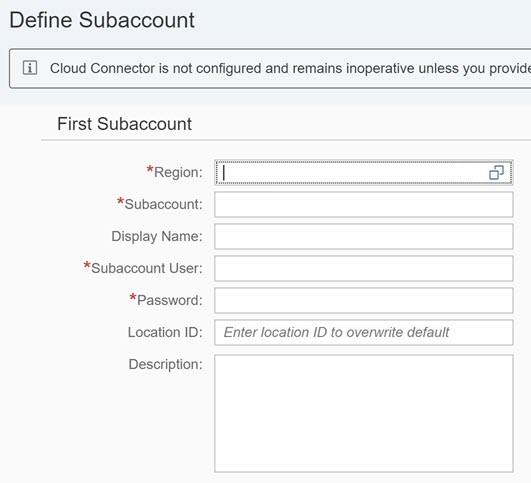 Define Subaccount
Cloud Connector is not configured and remains inoperative unless you provide
First Subaccount
*Region:
*Subaccount:
Display Name:
*Subaccount User:
*Password:
Location ID: Enter location ID to overwrite default
Description: